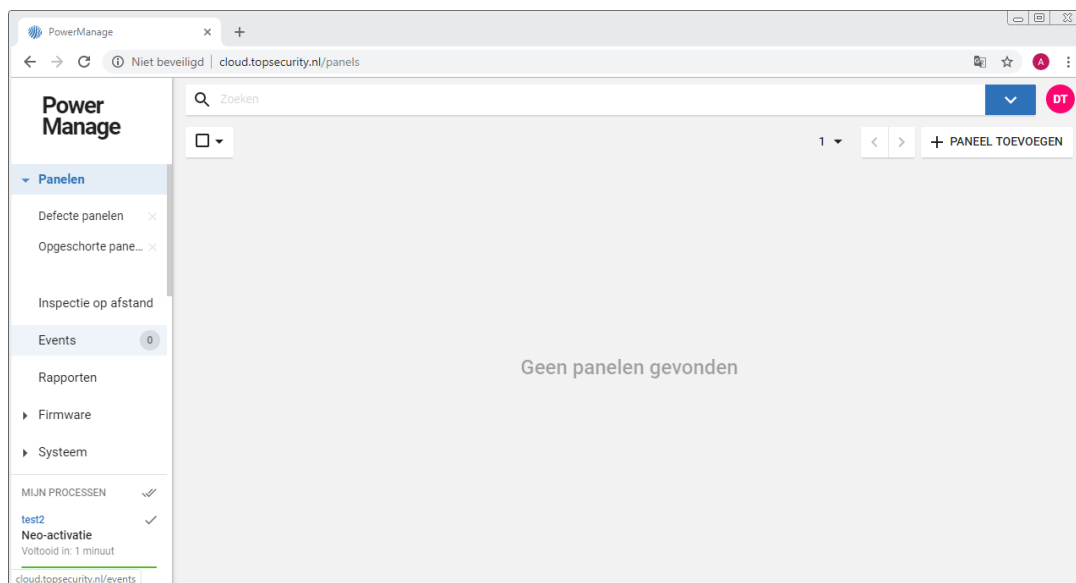 PowerManage
Niet beveiligd
cloud.topsecurity.nl/panels
A
Power
Manage
Zoeken
DT
1
PANEEL TOEVOEGEN
Panelen
Defecte panelen
Opgeschorte pane...
Inspectie op afstand
Events 0
Rapporten
Firmware
Systeem
Geen panelen gevonden
MIJN PROCESSEN
test2
Neo-activatie
Voltooid in: 1 minuut
cloud.topsecurity.nl/events